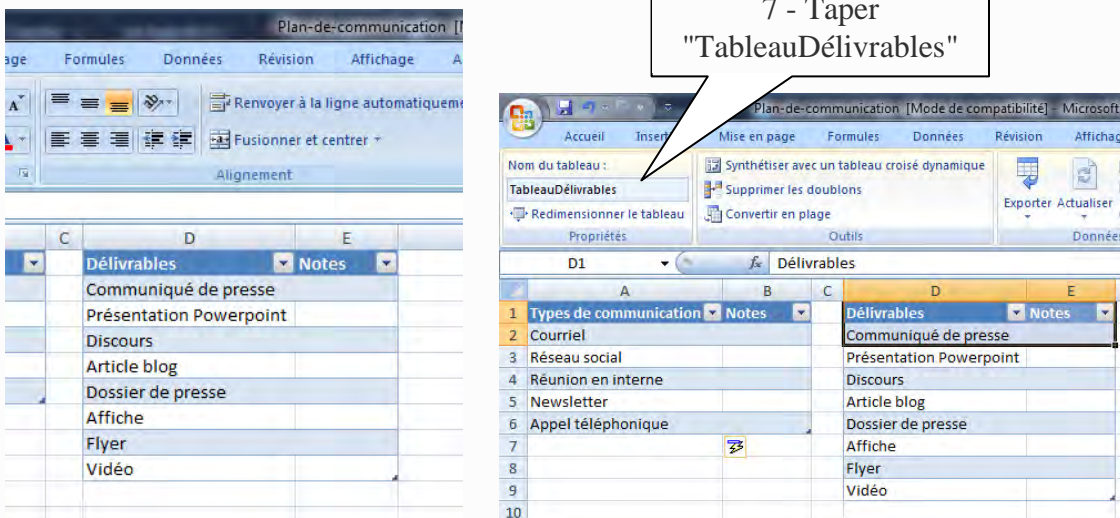 Plan-de-communication [M
age Formules Données Révision Affichage A
A
Renvoyer à la ligne automatiqueme
A
Fusionner et centrer
Alignement
C D E
Délivrables Notes
Communiqué de presse
Présentation Powerpoint
Discours
Article blog
Dossier de presse
Affiche
Flyer
Vidéo
7 - Taper
"TableauDélivrables"
Plan-de-communication [Mode de compatibilité] - Microsoft
Accueil Insert Mise en page Formules Données Révision Affichag
Nom du tableau :
TableauDélivrables
Redimensionner le tableau
Propriétés
Synthétiser avec un tableau croisé dynamique
Supprimer les doublons
Convertir en plage
Outils
Exporter Actualiser
Données
D1 fx Délivrables
A B C D E
1 Types de communication Notes Délivrables Notes
2 Courriel Communiqué de presse
3 Réseau social Présentation Powerpoint
4 Réunion en interne Discours
5 Newsletter Article blog
6 Appel téléphonique Dossier de presse
7 Affiche
8 Flyer
9 Vidéo
10